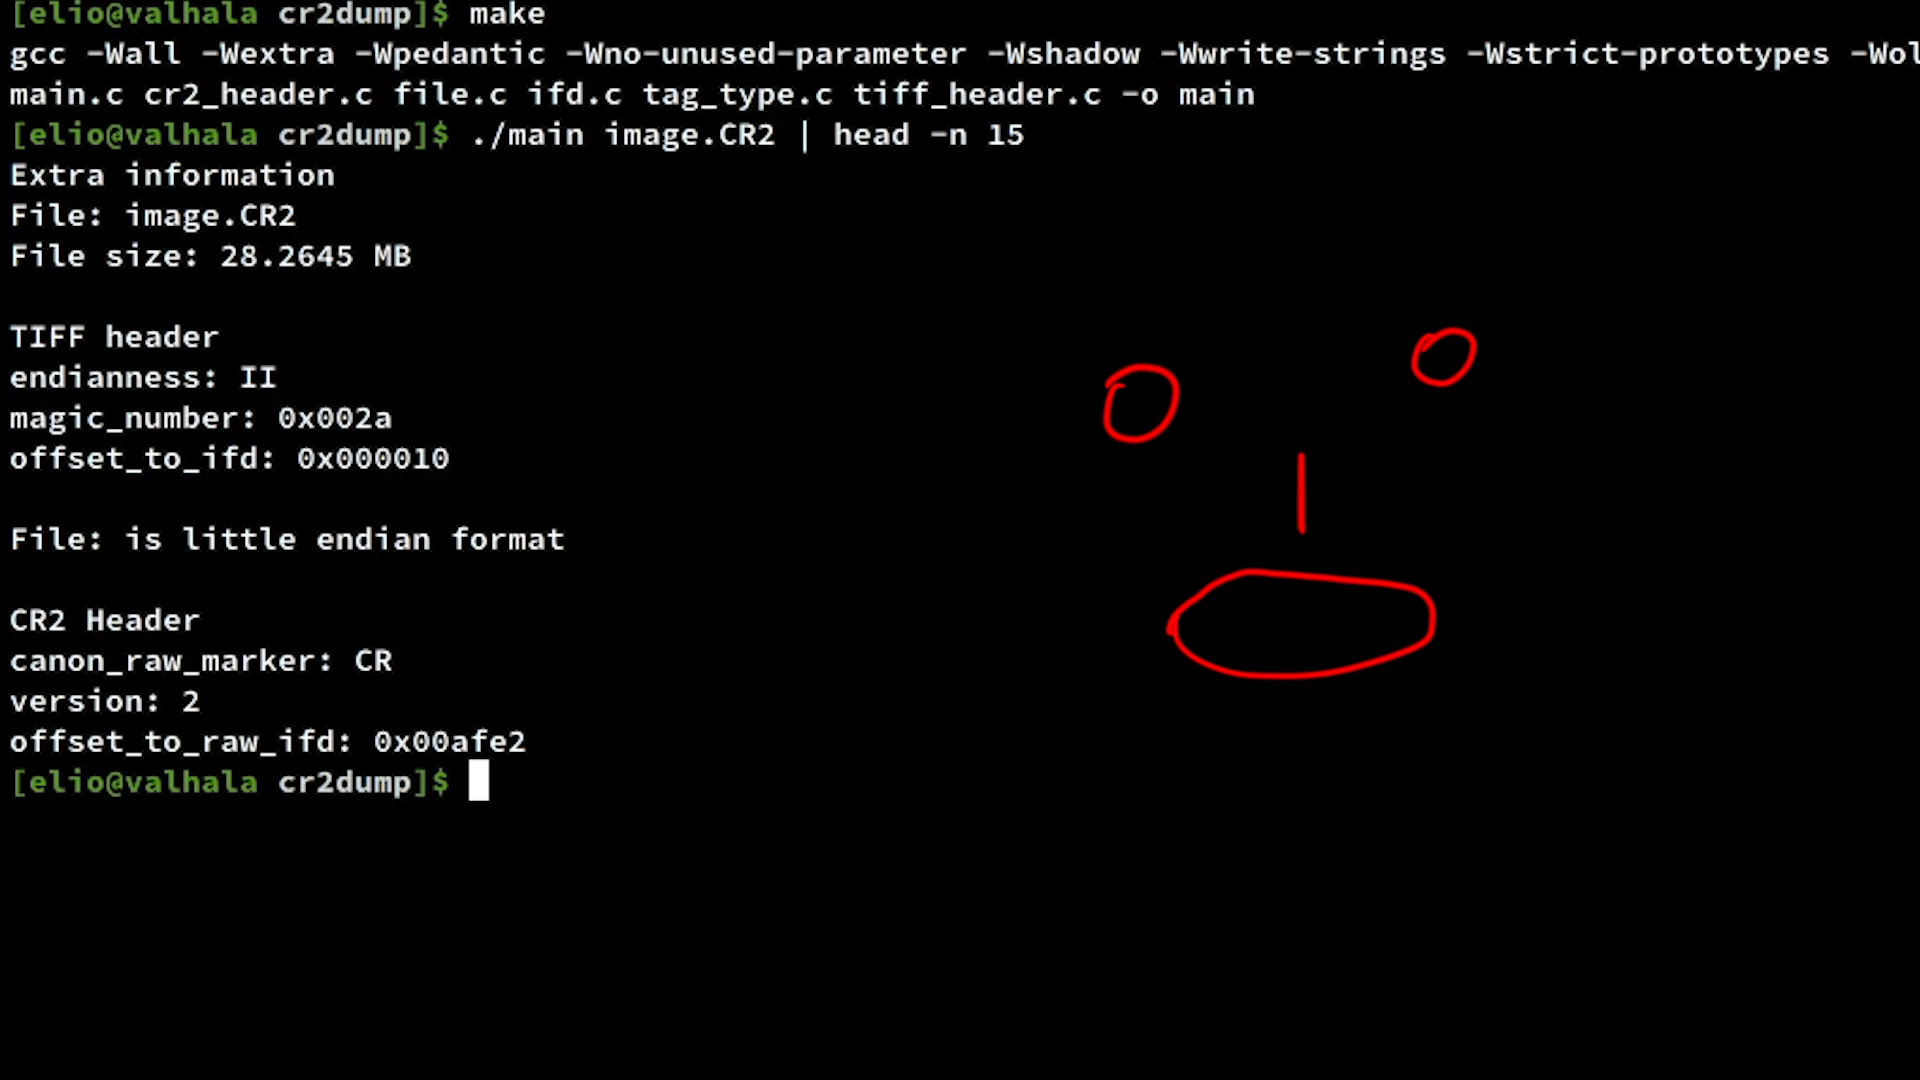 [elio@valhala cr2dump]$ make
gcc -Wall -Wextra -Wpedantic -Wno-unused-parameter -Wshadow -Wwrite-strings -Wstrict-prototypes -Wol
main.c cr2_header.c file.c ifd.c tag_type.c tiff_header.c -o main
[elio@valhala cr2dump]$ ./main image.CR2 | head -n 15
Extra information
File: image.CR2
File size: 28.2645 MB
TIFF header
endianness: II
magic_number: 0x002a
offset_to_ifd: 0x000010
File: is little endian format
CR2 Header
canon_raw_marker: CR
version: 2
offset_to_raw_ifd: 0x00afe2
[elio@valhala cr2dump]$